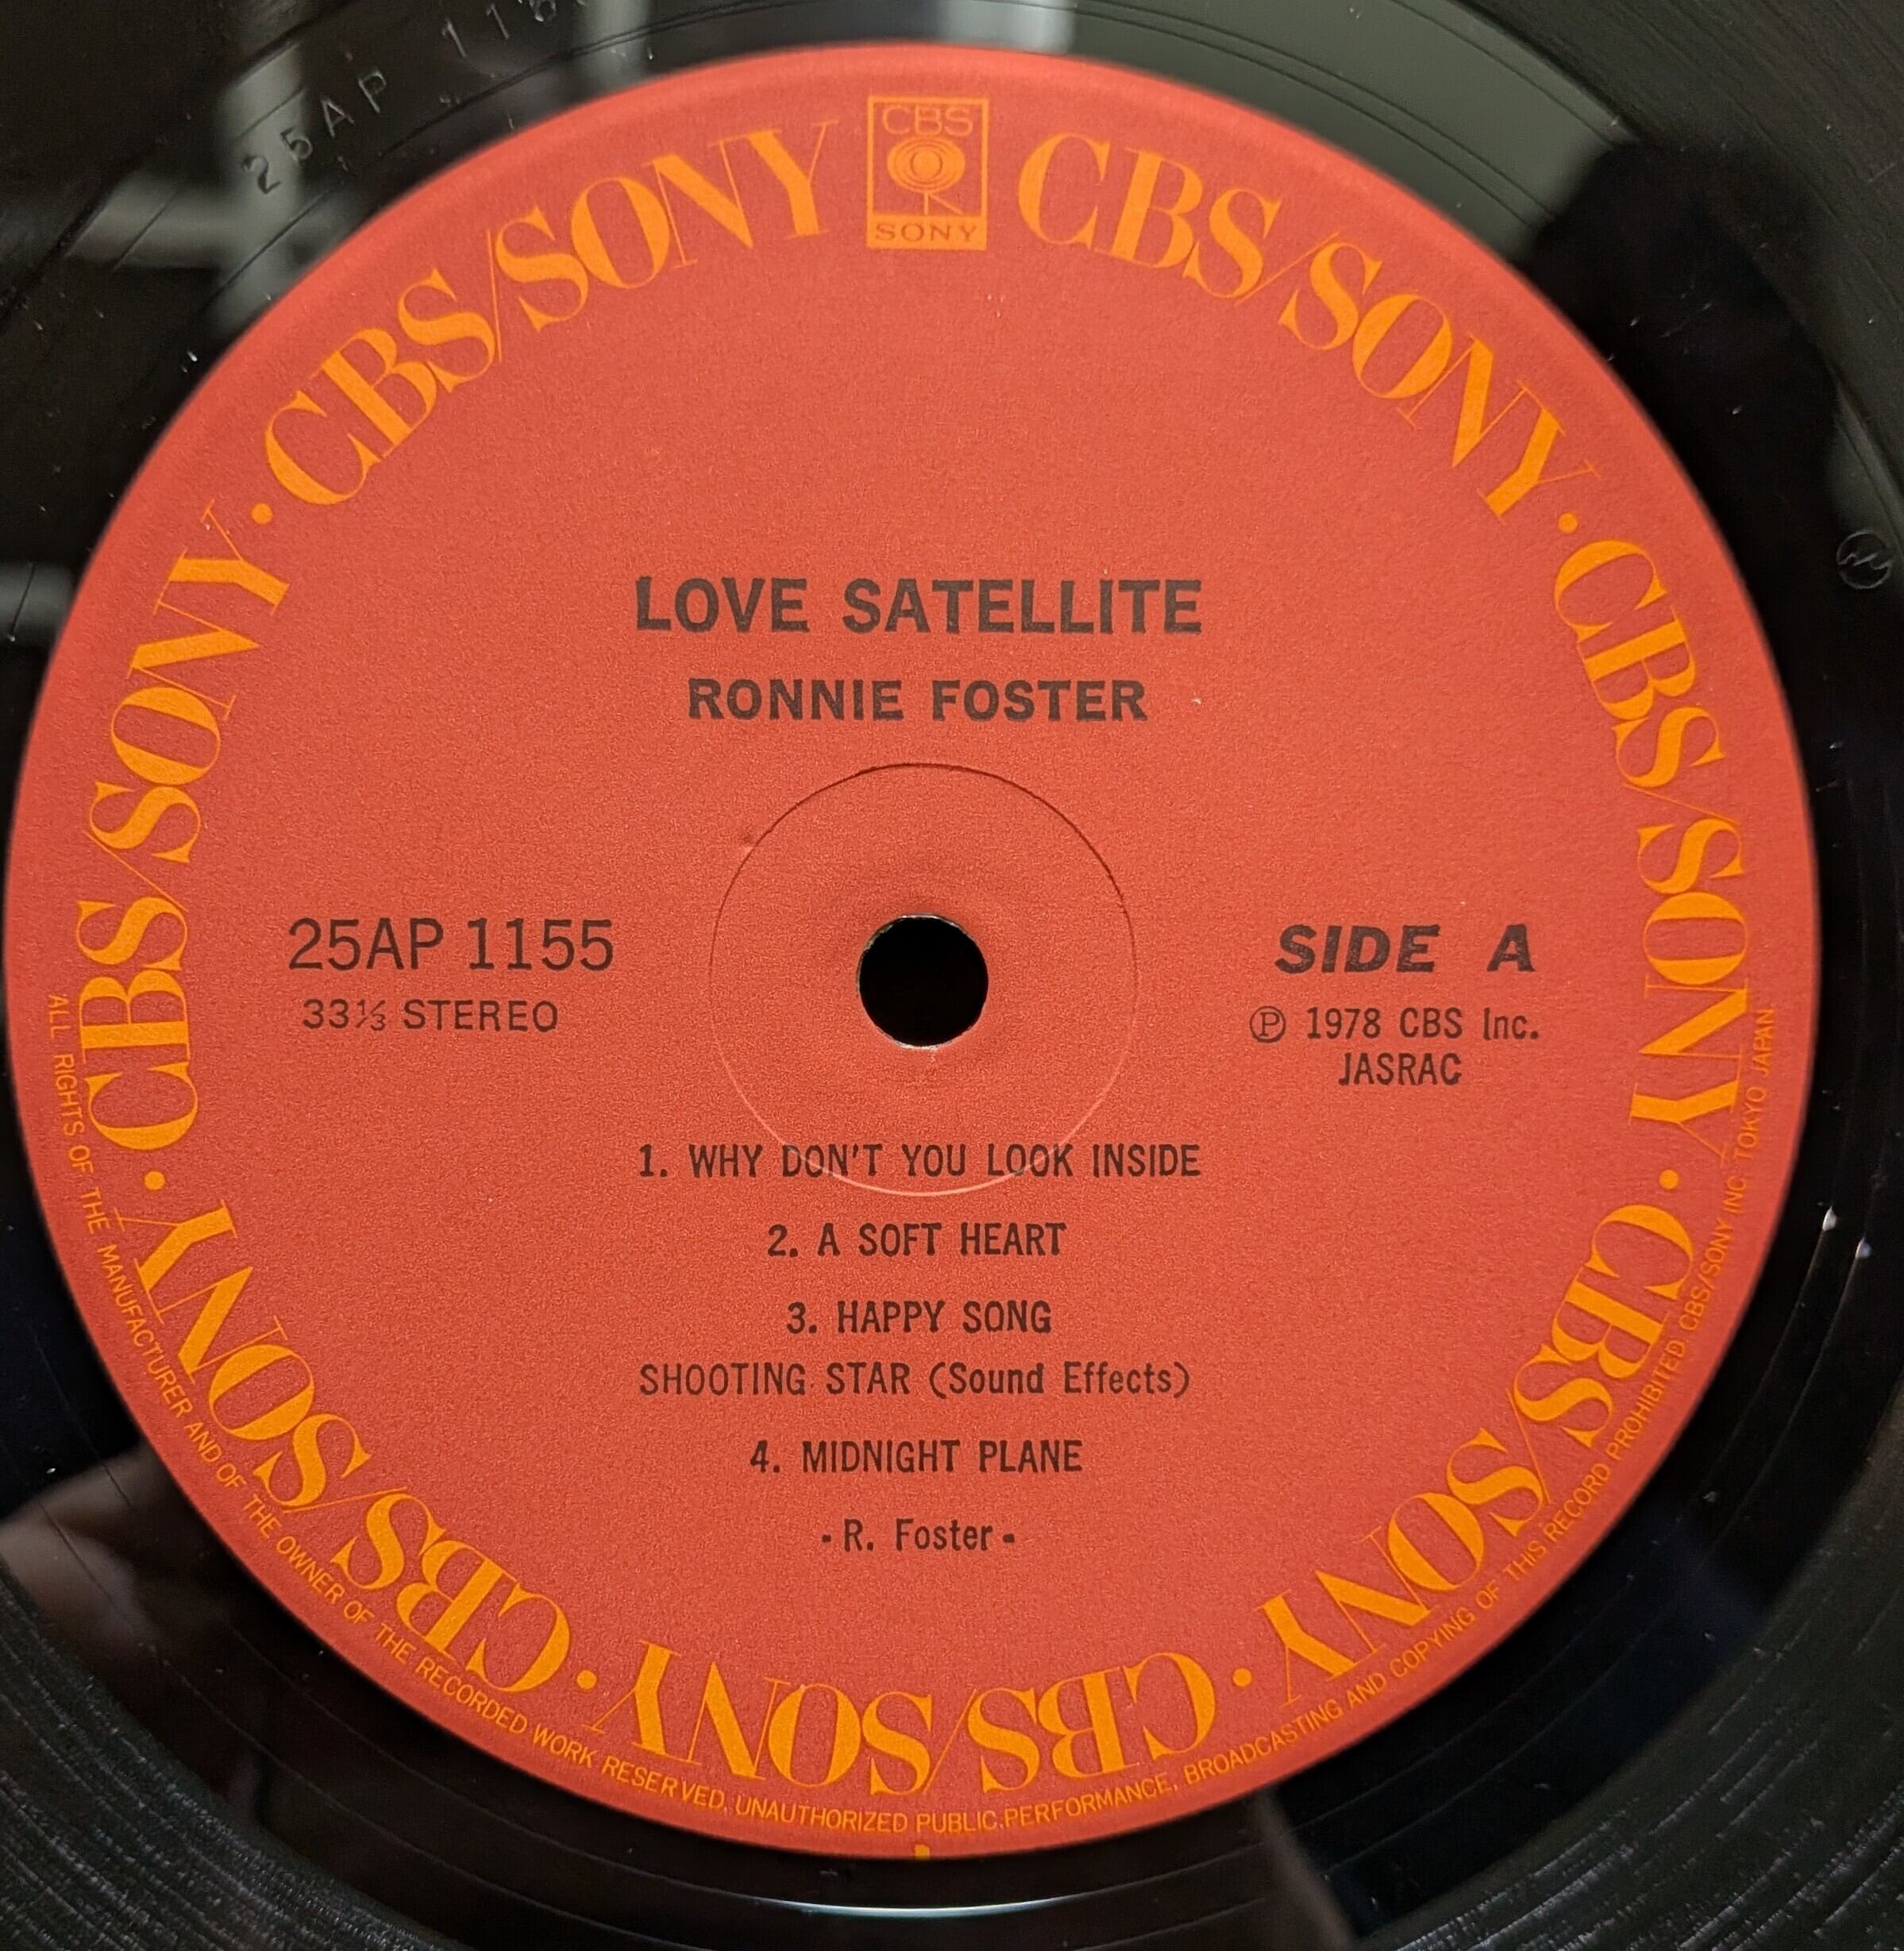 25AP 115
CBS
SONY
CBS/SONY · CBS/SONY · CBS/SONY · CBS/SONY · CBS/SONY · CBS/SONY · CBS/SONY
LOVE SATELLITE
RONNIE FOSTER
25AP 1155
33⅓ STEREO
SIDE A
Ⓟ 1978 CBS Inc.
JASRAC
1. WHY DON'T YOU LOOK INSIDE
2. A SOFT HEART
3. HAPPY SONG
SHOOTING STAR (Sound Effects)
4. MIDNIGHT PLANE
- R. Foster -
ALL RIGHTS OF THE MANUFACTURER AND OF THE OWNER OF THE RECORDED WORK RESERVED. UNAUTHORIZED PUBLIC PERFORMANCE, BROADCASTING AND COPYING OF THIS RECORD PROHIBITED CBS/SONY INC. TOKYO JAPAN